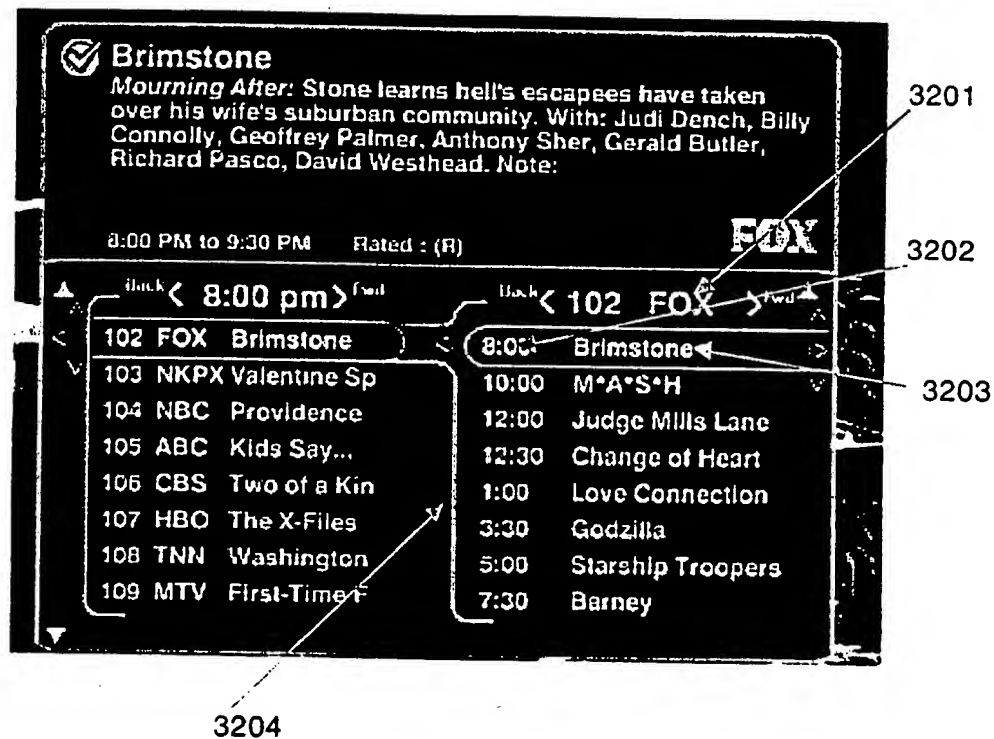 Brimstone
Mourning After: Stone learns hell's escapees have taken
over his wife's suburban community. With: Judi Dench, Billy
Connolly, Geoffrey Palmer, Anthony Sher, Gerald Butler,
Richard Pasco, David Westhead. Note:
8:00 PM to 9:30 PM Rated : (R)
FOX
Back < 8:00 pm > Fwd
102 FOX Brimstone
103 NKPX Valentine Sp
104 NBC Providence
105 ABC Kids Say...
106 CBS Two of a Kin
107 HBO The X-Files
108 TNN Washington
109 MTV First-Time F
Back < 102 FOX > Fwd
8:00 Brimstone
10:00 M*A*S*H
12:00 Judge Mills Lane
12:30 Change of Heart
1:00 Love Connection
3:30 Godzilla
5:00 Starship Troopers
7:30 Barney
3201
3202
3203
3204